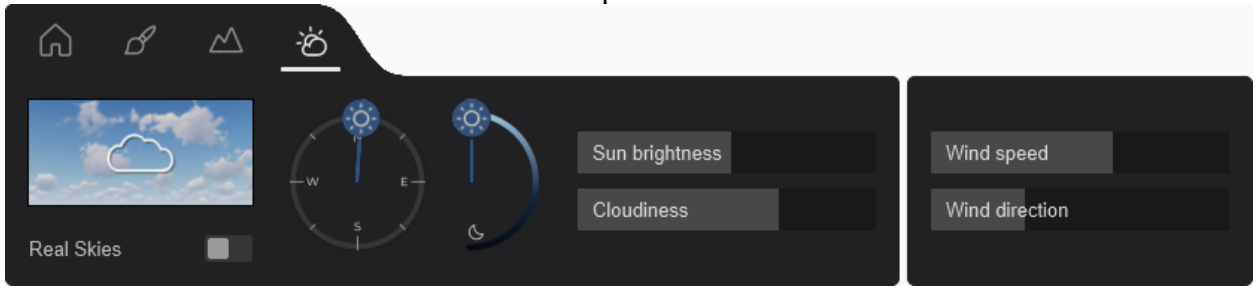 N
W
E
S
Real Skies
Sun brightness
Cloudiness
Wind speed
Wind direction